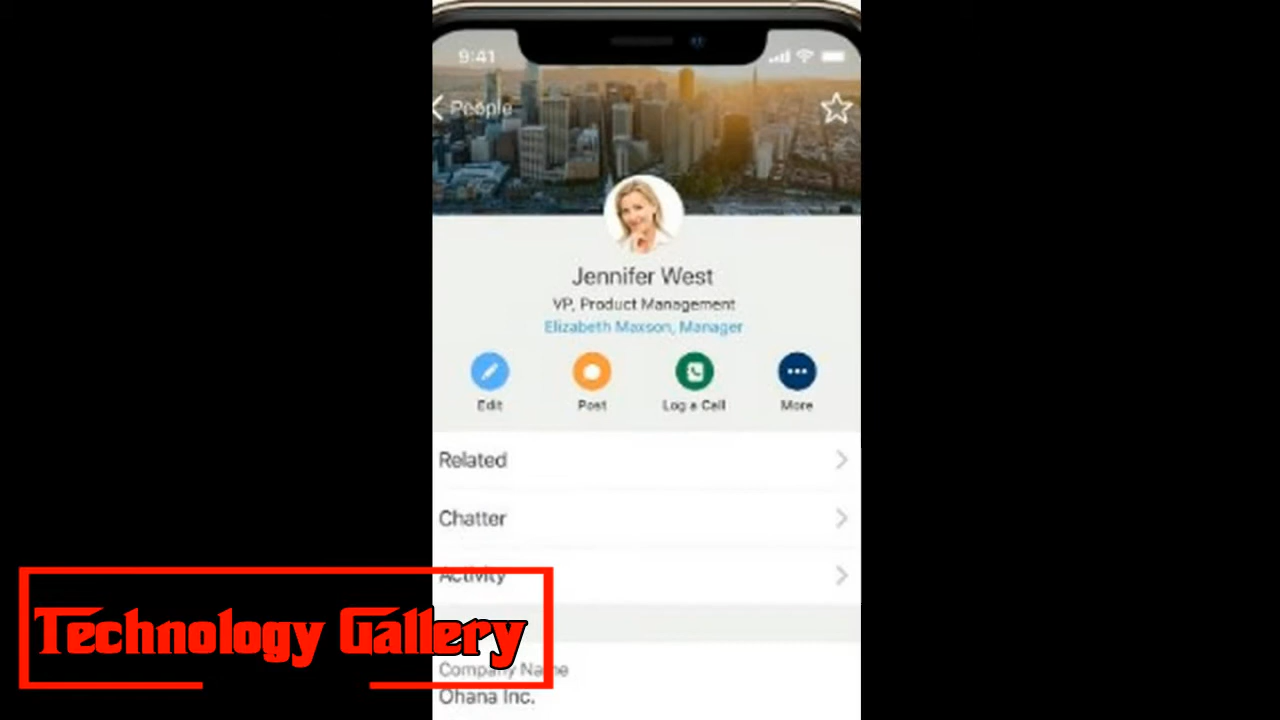 9:41
People
Jennifer West
VP, Product Management
Elizabeth Maxson, Manager
Edit
Post
Log a Call
More
Related
Chatter
Activity
Technology Gallery
Company Name
Ohana Inc.